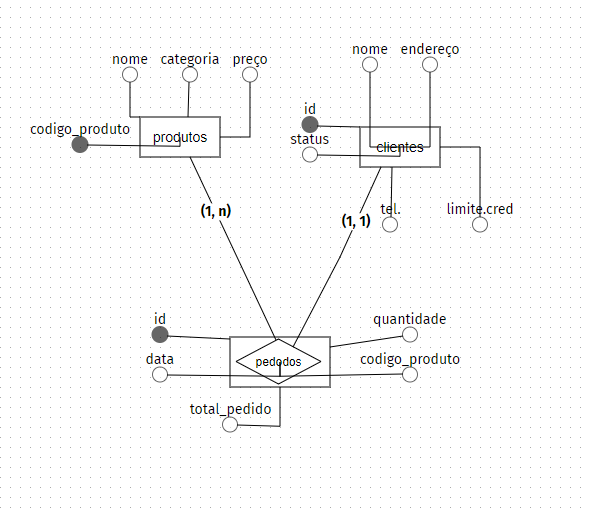 nome
categoria
preço
codigo_produto
produtos
nome
endereço
id
status
clientes
tel.
limite.cred
(1, n)
(1, 1)
id
data
total_pedido
pedodos
quantidade
codigo_produto